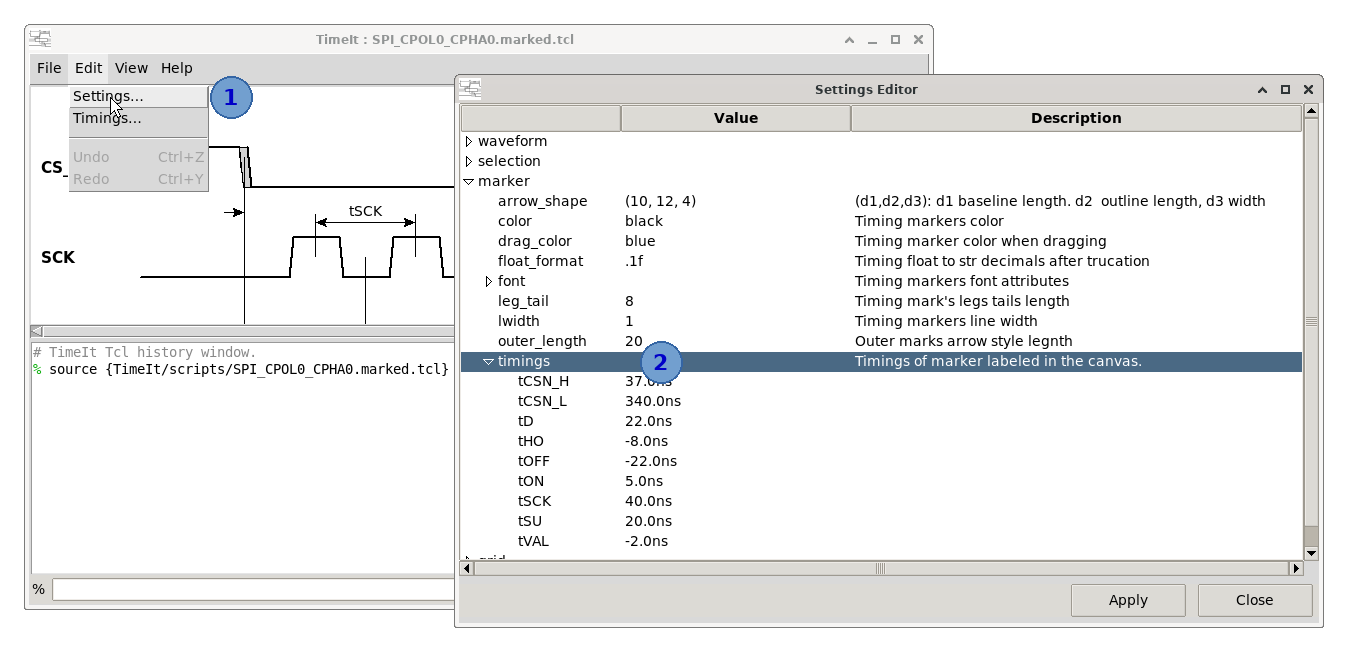 TimeIt : SPI_CPOL0_CPHA0.marked.tcl
File Edit View Help
Settings...
Timings...
Undo Ctrl+Z
Redo Ctrl+Y
1
CS_
tSCK
SCK
# TimeIt Tcl history window.
% source {TimeIt/scripts/SPI_CPOL0_CPHA0.marked.tcl}
%
Settings Editor
Value Description
waveform
selection
marker
arrow_shape (10, 12, 4) (d1,d2,d3): d1 baseline length. d2 outline length, d3 width
color black Timing markers color
drag_color blue Timing marker color when dragging
float_format .1f Timing float to str decimals after trucation
font Timing markers font attributes
leg_tail 8 Timing mark's legs tails length
lwidth 1 Timing markers line width
outer_length 20 Outer marks arrow style legnth
timings 2 Timings of marker labeled in the canvas.
tCSN_H 37.0ns
tCSN_L 340.0ns
tD 22.0ns
tHO -8.0ns
tOFF -22.0ns
tON 5.0ns
tSCK 40.0ns
tSU 20.0ns
tVAL -2.0ns
Apply Close